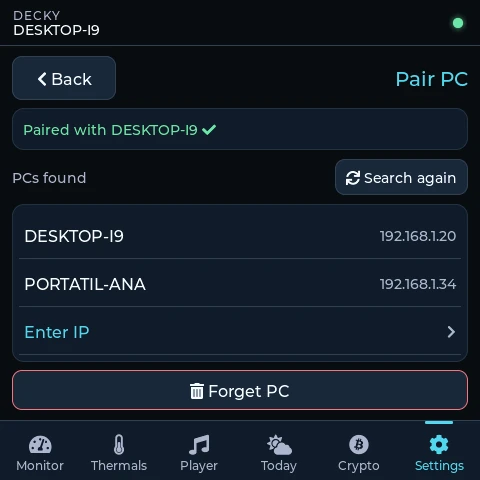 DECKY
DESKTOP-I9
Back
Pair PC
Paired with DESKTOP-I9
PCs found
Search again
DESKTOP-I9 192.168.1.20
PORTATIL-ANA 192.168.1.34
Enter IP
Forget PC
Monitor Thermals Player Today Crypto Settings